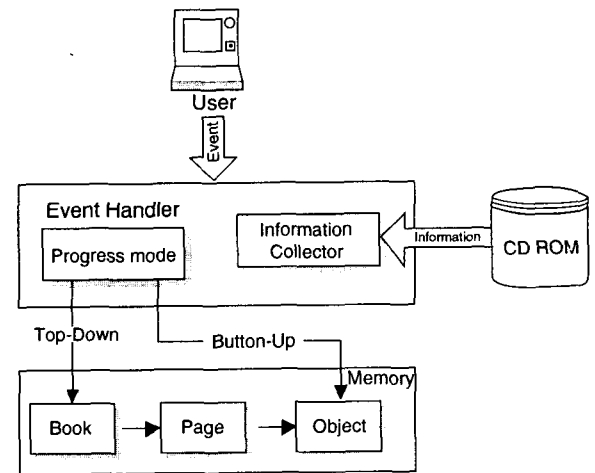 User
Event
Event Handler
Progress mode
Information
Collector
Information
CD ROM
Top-Down
Button-Up
Memory
Book
Page
Object